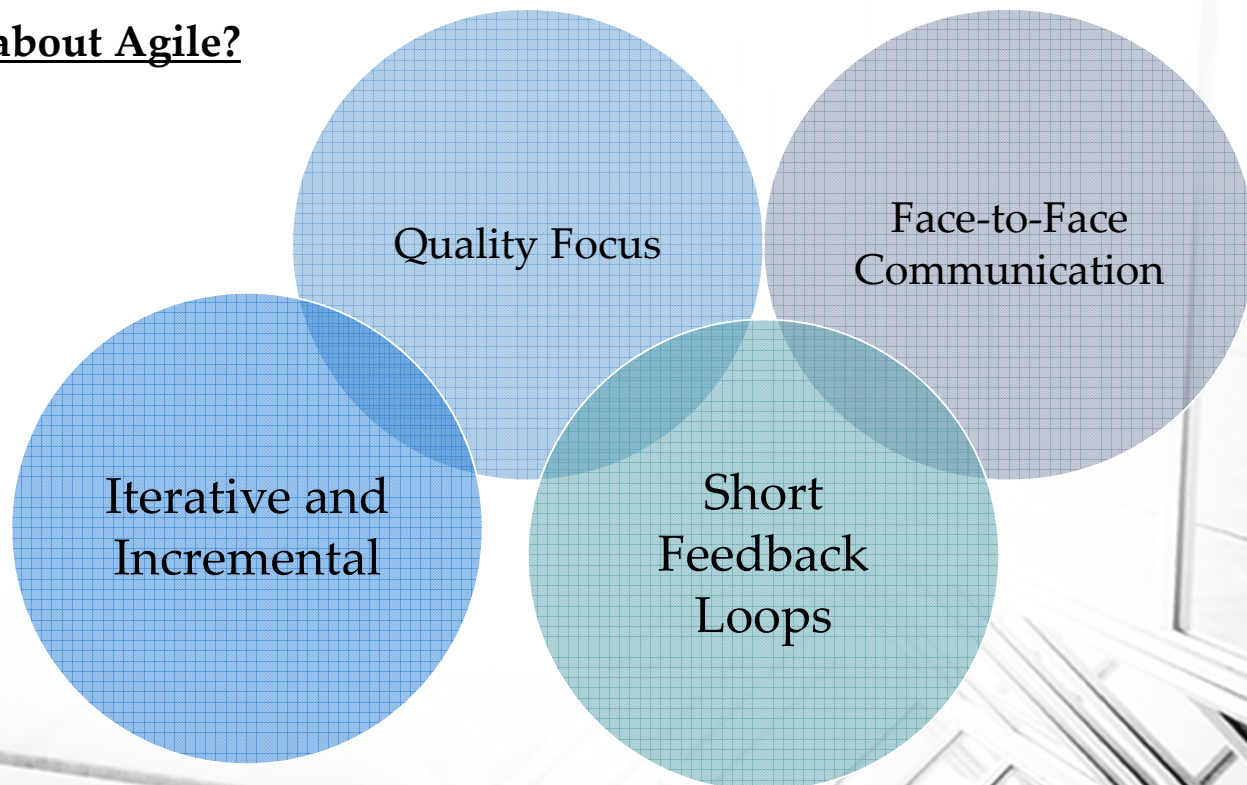 about Agile?
Quality Focus
Face-to-Face
Communication
Iterative and
Incremental
Short
Feedback
Loops